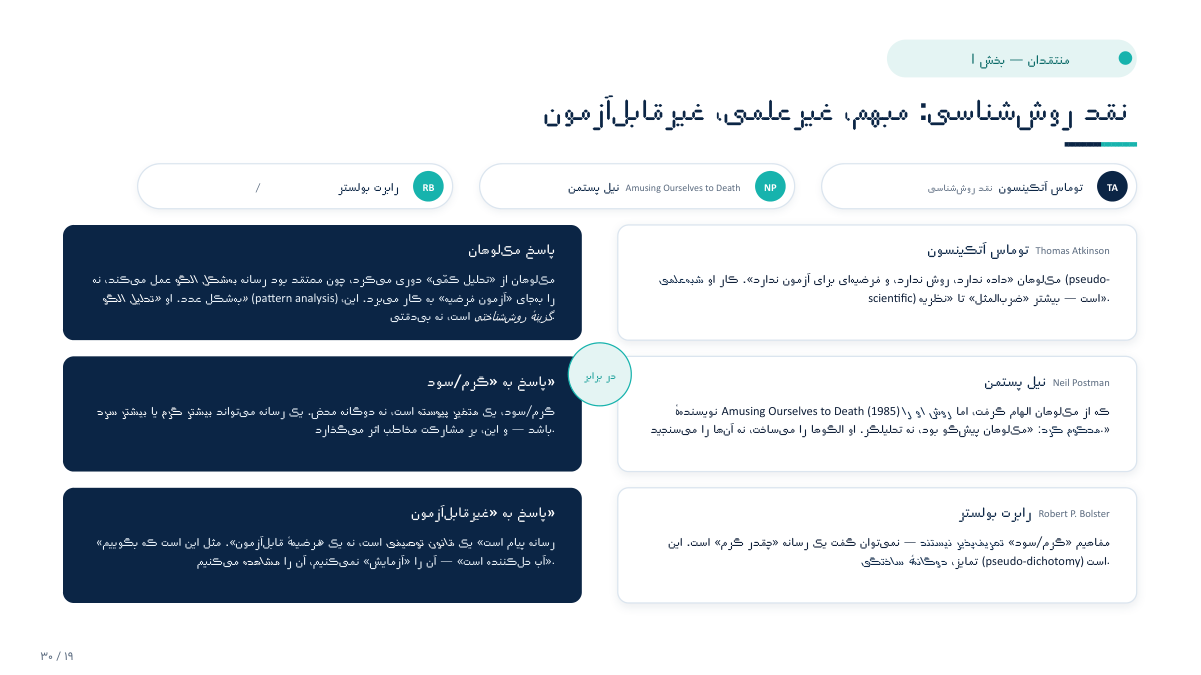 منتقدان — بخش ۱
نقد روش‌شناسی: مبهم، غیرعلمی، غیرقابل‌آزمون
TA توماس آتکینسون نقد روش‌شناسی
NP Amusing Ourselves to Death نیل پستمن
RB رابرت بولستر /
Thomas Atkinson توماس آتکینسون
مک‌لوهان «داده ندارد، روش ندارد، و فرضیه‌ای برای آزمون ندارد». کار او شبه‌علمی (pseudo-
scientific) است — بیشتر «ضرب‌المثل» تا «نظریه».
پاسخ مک‌لوهان
مک‌لوهان از «تحلیل کمّی» دوری می‌کرد، چون معتقد بود رسانه به‌شکل الگو عمل می‌کند، نه
به‌شکل عدد. او «تحلیل الگو» (pattern analysis) را به‌جای «آزمون فرضیه» به کار می‌برد. این،
گزینهٔ روش‌شناختی است، نه بی‌دقتی.
در برابر
Neil Postman نیل پستمن
نویسندهٔ Amusing Ourselves to Death (1985) که از مک‌لوهان الهام گرفت، اما روش او را
محکوم کرد: «مک‌لوهان پیش‌گو بود، نه تحلیلگر. او الگوها را می‌ساخت، نه آن‌ها را می‌سنجید.»
پاسخ به «گرم/سود»
گرم/سود، یک متغیر پیوسته است، نه دوگانه محض. یک رسانه می‌تواند بیشتر گرم یا بیشتر سرد
باشد — و این، بر مشارکت مخاطب اثر می‌گذارد.
Robert P. Bolster رابرت بولستر
مفاهیم «گرم/سود» تعریف‌پذیر نیستند — نمی‌توان گفت یک رسانه «چقدر گرم» است. این
تمایز، دوگانهٔ ساختگی (pseudo-dichotomy) است.
پاسخ به «غیرقابل‌آزمون»
«رسانه پیام است» یک قانون توصیفی است، نه یک «فرضیهٔ قابل‌آزمون». مثل این است که بگوییم
«آب حل‌کننده است» — آن را «آزمایش» نمی‌کنیم، آن را مشاهده می‌کنیم.
۱۹ / ۳۰